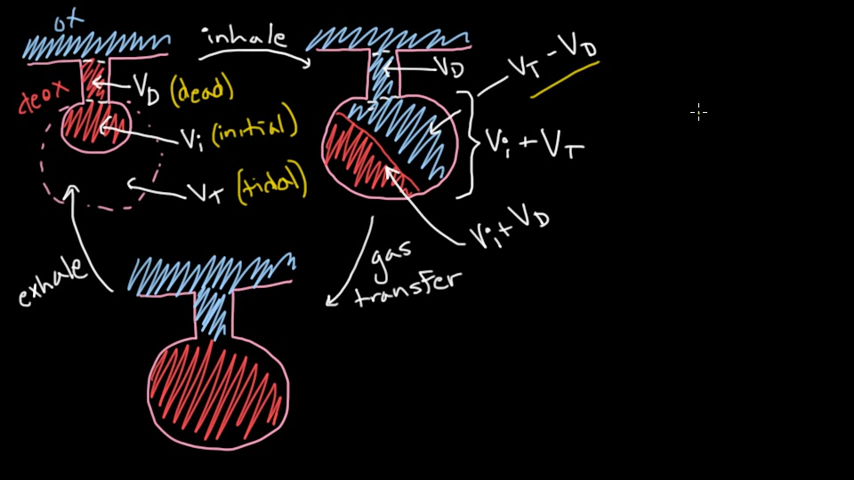 ox
inhale
deox
VD (dead)
Vi (initial)
VT (tidal)
VD
VT - VD
Vi + VT
Vi + VD
gas
transfer
exhale